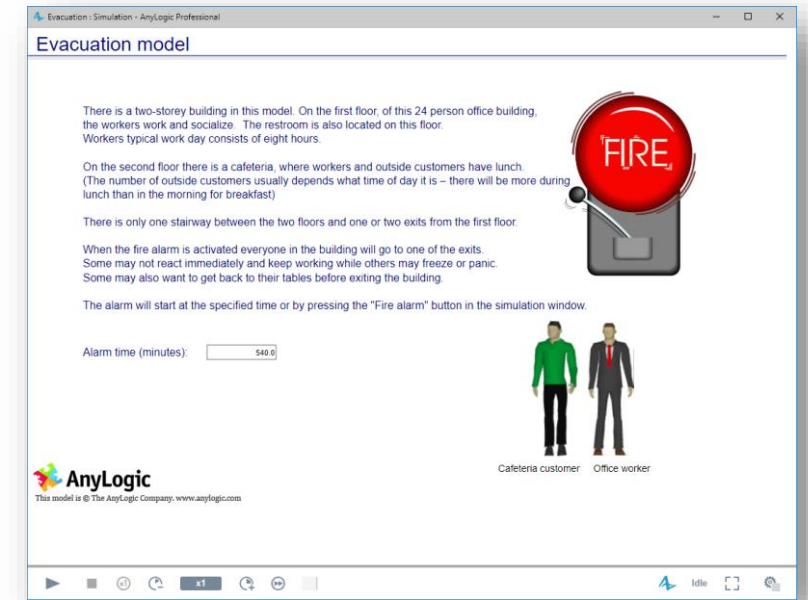 Evacuation : Simulation - AnyLogic Professional
Evacuation model
There is a two-storey building in this model. On the first floor, of this 24 person office building,
the workers work and socialize. The restroom is also located on this floor.
Workers typical work day consists of eight hours.
On the second floor there is a cafeteria, where workers and outside customers have lunch.
(The number of outside customers usually depends what time of day it is – there will be more during
lunch than in the morning for breakfast)
There is only one stairway between the two floors and one or two exits from the first floor.
When the fire alarm is activated everyone in the building will go to one of the exits.
Some may not react immediately and keep working while others may freeze or panic.
Some may also want to get back to their tables before exiting the building.
The alarm will start at the specified time or by pressing the "Fire alarm" button in the simulation window.
FIRE
Alarm time (minutes): 540.0
Cafeteria customer Office worker
AnyLogic
This model is © The AnyLogic Company. www.anylogic.com
x1 x1 Idle